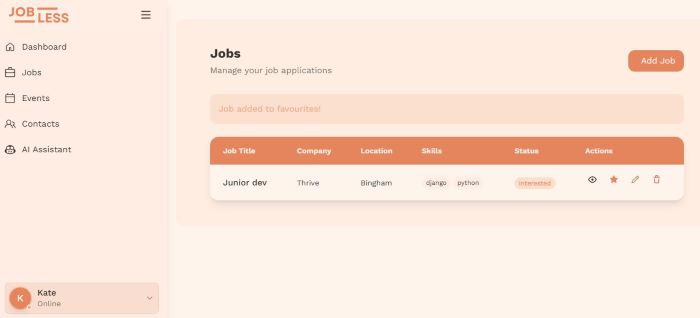 JOB
LESS
Dashboard
Jobs
Events
Contacts
AI Assistant
K
Kate
Online
Jobs
Manage your job applications
Add Job
Job added to favourites!
Job Title Company Location Skills Status Actions
Junior dev Thrive Bingham django python Interested